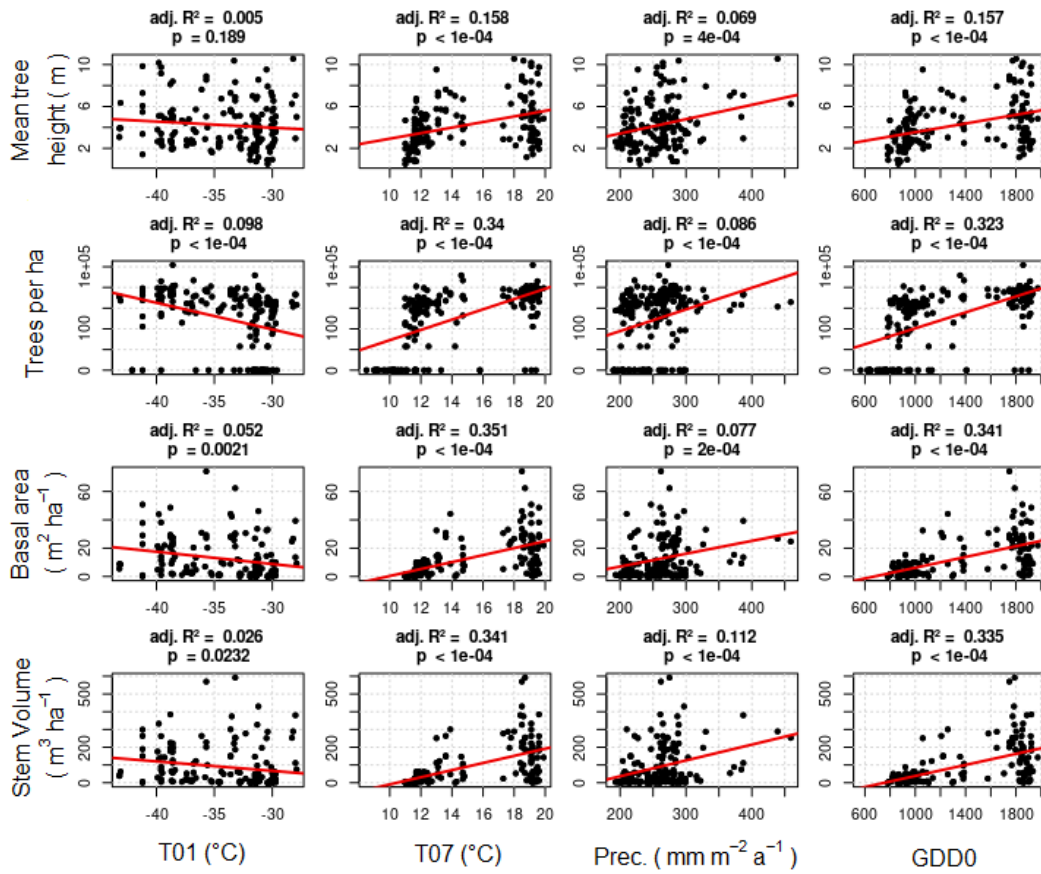 adj. R² = 0.005 adj. R² = 0.158 adj. R² = 0.069 adj. R² = 0.157
p = 0.189 p < 1e-04 p = 4e-04 p < 1e-04
Mean tree
height ( m )
2 6 10 2 6 10 2 6 10 2 6 10
-40 -35 -30 10 12 14 16 18 20 200 300 400 600 1000 1400 1800
adj. R² = 0.098 adj. R² = 0.34 adj. R² = 0.086 adj. R² = 0.323
p < 1e-04 p < 1e-04 p < 1e-04 p < 1e-04
Trees per ha
0 100 1e+05 0 100 1e+05 0 100 1e+05 0 100 1e+05
-40 -35 -30 10 12 14 16 18 20 200 300 400 600 1000 1400 1800
adj. R² = 0.052 adj. R² = 0.351 adj. R² = 0.077 adj. R² = 0.341
p = 0.0021 p < 1e-04 p = 2e-04 p < 1e-04
Basal area
( m² ha⁻¹ )
0 20 60 0 20 60 0 20 60 0 20 60
-40 -35 -30 10 12 14 16 18 20 200 300 400 600 1000 1400 1800
adj. R² = 0.026 adj. R² = 0.341 adj. R² = 0.112 adj. R² = 0.335
p = 0.0232 p < 1e-04 p < 1e-04 p < 1e-04
Stem Volume
( m³ ha⁻¹ )
0 200 500 0 200 500 0 200 500 0 200 500
-40 -35 -30 10 12 14 16 18 20 200 300 400 600 1000 1400 1800
T01 (°C) T07 (°C) Prec. ( mm m⁻² a⁻¹ ) GDD0